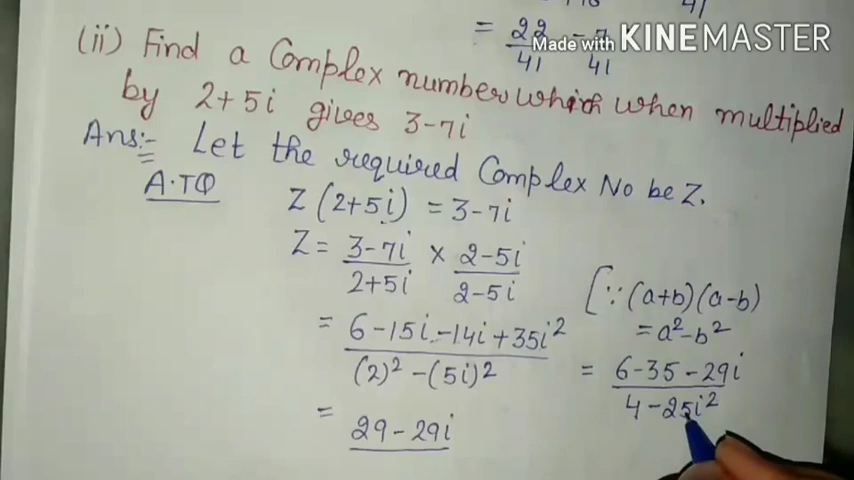 = 22/41 - 7/41
Made with KINEMASTER
(ii) Find a Complex number which when multiplied
by 2+5i gives 3-7i
Ans:- Let the required Complex No be Z.
A.TQ
Z(2+5i) = 3-7i
Z = 3-7i/2+5i × 2-5i/2-5i
= 6-15i-14i+35i²/(2)²-(5i)²
[∵ (a+b)(a-b)
= a²-b²
= 6-35-29i/4-25i²
= 29-29i